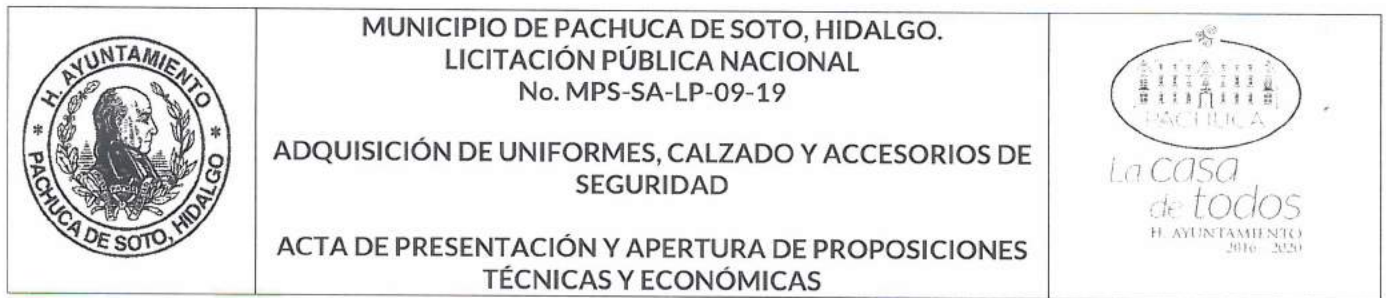 H. AYUNTAMIENTO
* PACHUCA DE SOTO, HIDALGO *
MUNICIPIO DE PACHUCA DE SOTO, HIDALGO.
LICITACIÓN PÚBLICA NACIONAL
No. MPS-SA-LP-09-19
ADQUISICIÓN DE UNIFORMES, CALZADO Y ACCESORIOS DE
SEGURIDAD
ACTA DE PRESENTACIÓN Y APERTURA DE PROPOSICIONES
TÉCNICAS Y ECONÓMICAS
PACHUCA
La casa
de todos
H. AYUNTAMIENTO
2016 - 2020